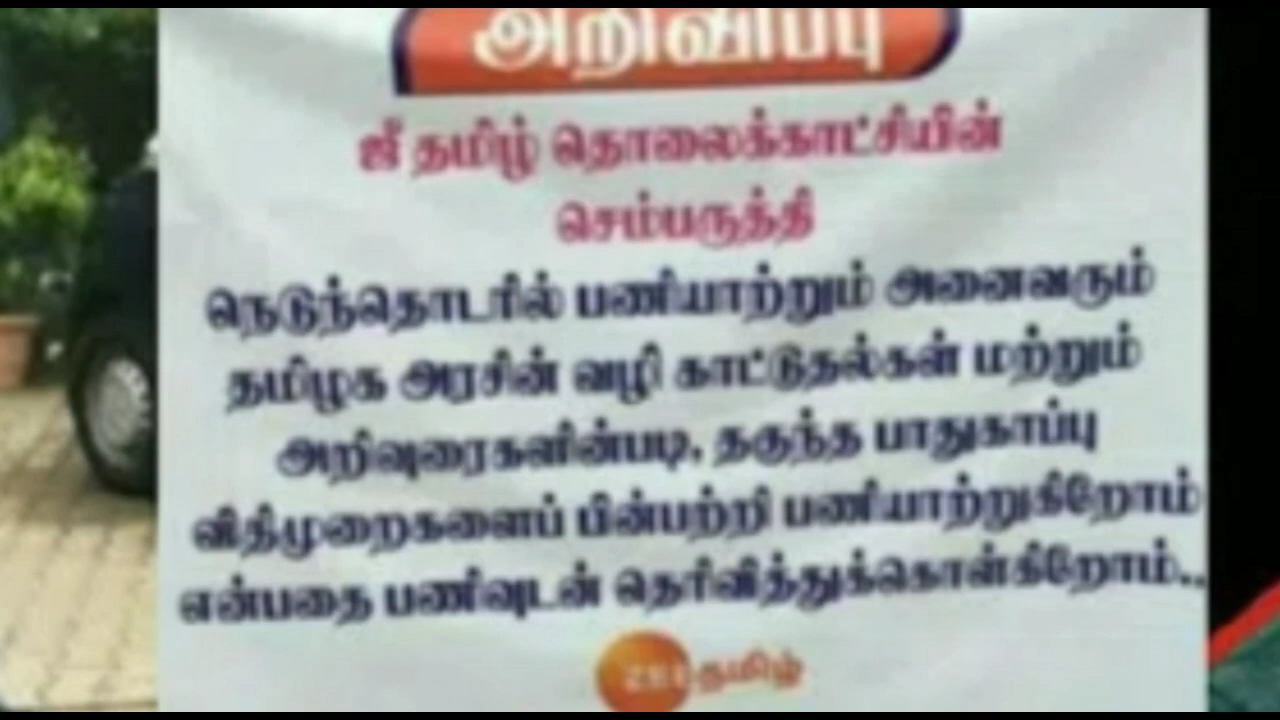 அறிவிப்பு
ஜீ தமிழ் தொலைக்காட்சியின்
செம்பருத்தி
நெடுந்தொடரில் பணியாற்றும் அனைவரும்
தமிழக அரசின் வழி காட்டுதல்கள் மற்றும்
அறிவுரைகளின்படி, தகுந்த பாதுகாப்பு
விதிமுறைகளைப் பின்பற்றி பணியாற்றுகிறோம்
என்பதை பணிவுடன் தெரிவித்துக்கொள்கிறோம்..
ZEE தமிழ்